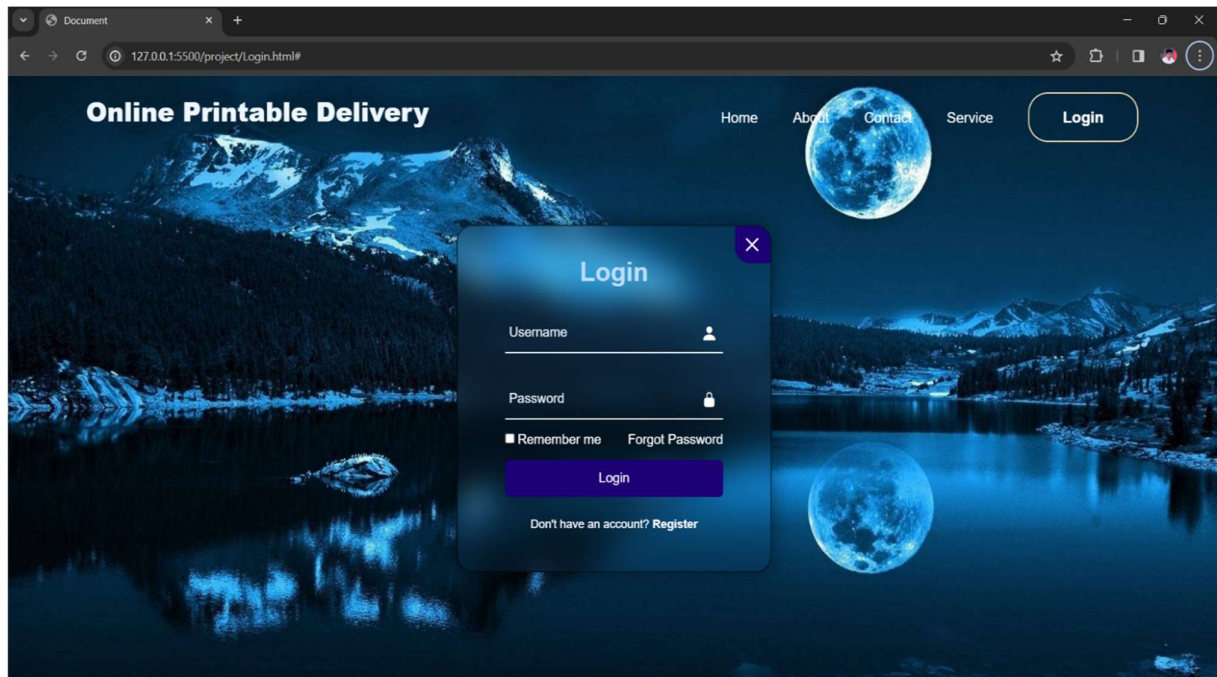 Document
127.0.0.1:5500/project/Login.html#
Online Printable Delivery
Home About Contact Service Login
Login
Username
Password
Remember me Forgot Password
Login
Don't have an account? Register